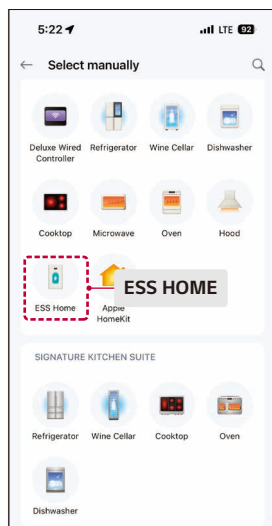 5:22 LTE 92
Select manually
Deluxe Wired Controller Refrigerator Wine Cellar Dishwasher
Cooktop Microwave Oven Hood
ESS Home Apple HomeKit
ESS HOME
SIGNATURE KITCHEN SUITE
Refrigerator Wine Cellar Cooktop Oven
Dishwasher